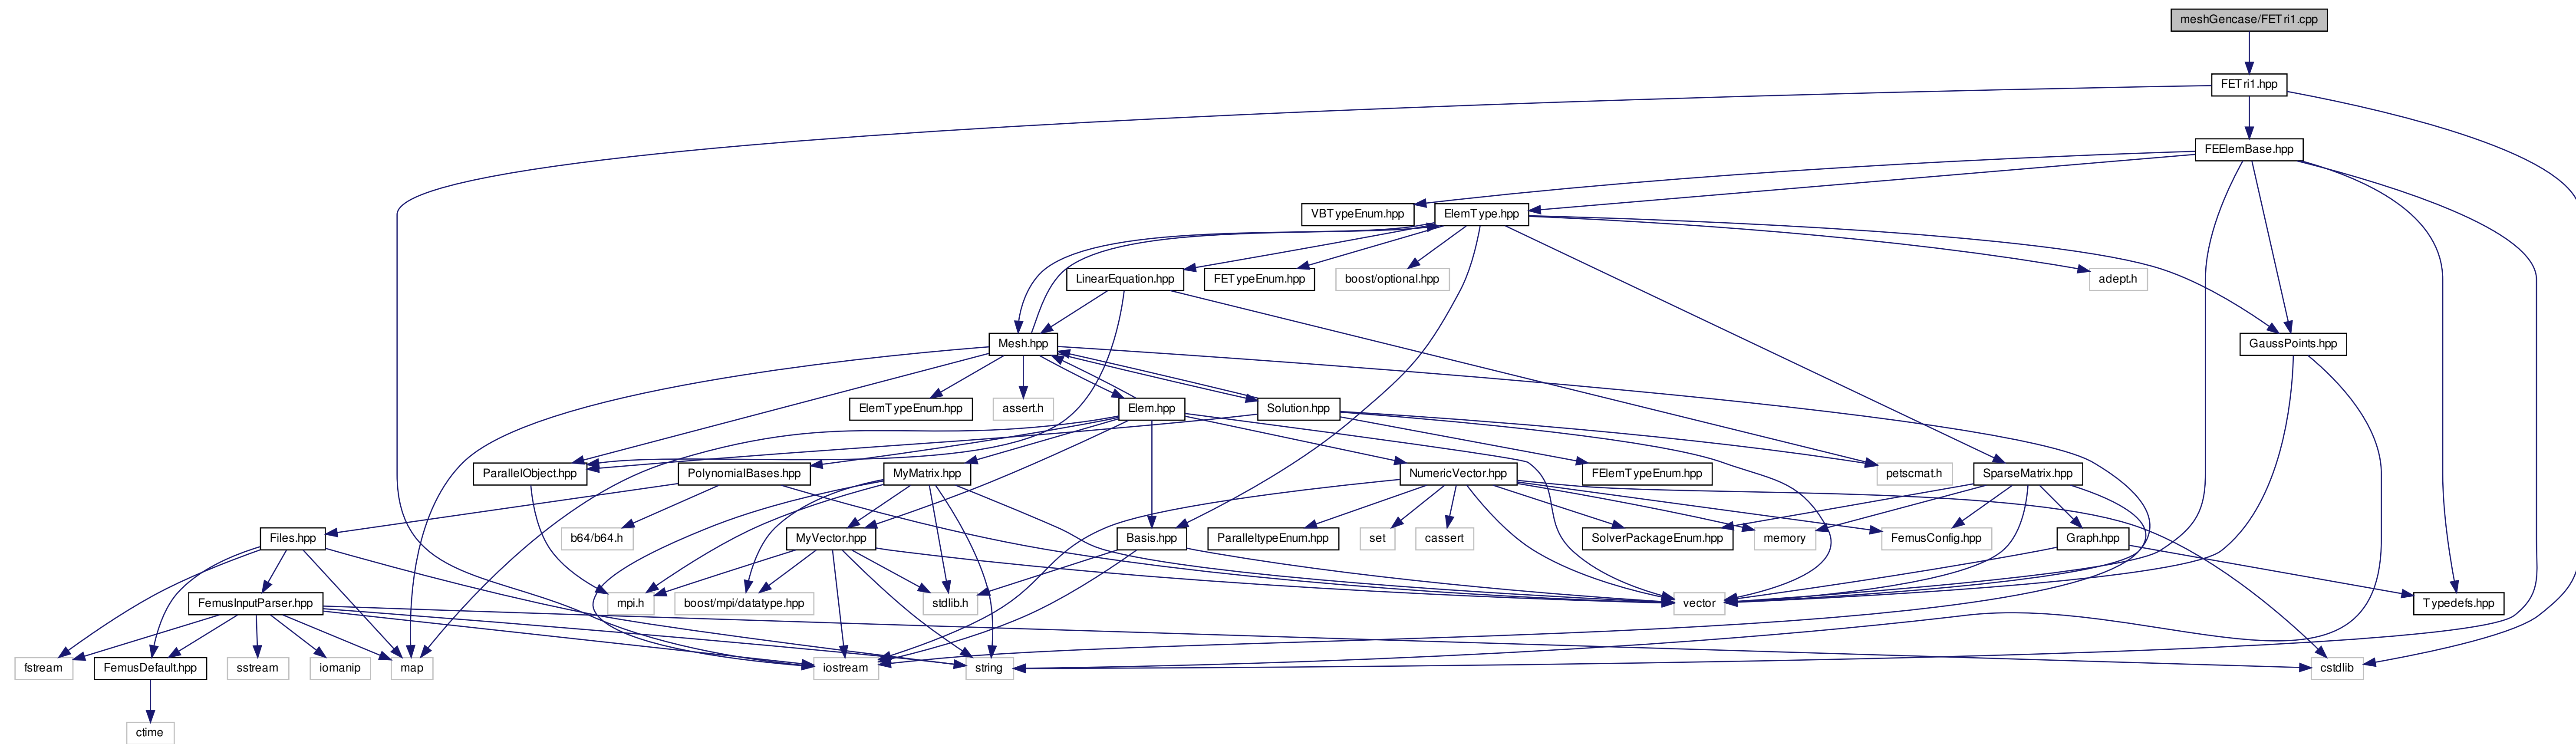 meshGencase/FETri1.cpp
FETri1.hpp
FEElemBase.hpp
VBTypeEnum.hpp
ElemType.hpp
LinearEquation.hpp
FETypeEnum.hpp
boost/optional.hpp
adept.h
Mesh.hpp
GaussPoints.hpp
ElemTypeEnum.hpp
assert.h
Elem.hpp
Solution.hpp
ParallelObject.hpp
PolynomialBases.hpp
MyMatrix.hpp
NumericVector.hpp
FElemTypeEnum.hpp
petscmat.h
SparseMatrix.hpp
Files.hpp
b64/b64.h
MyVector.hpp
Basis.hpp
ParalleltypeEnum.hpp
set
cassert
SolverPackageEnum.hpp
memory
FemusConfig.hpp
Graph.hpp
FemusInputParser.hpp
mpi.h
boost/mpi/datatype.hpp
stdlib.h
vector
Typedefs.hpp
fstream
FemusDefault.hpp
sstream
iomanip
map
iostream
string
cstdlib
ctime